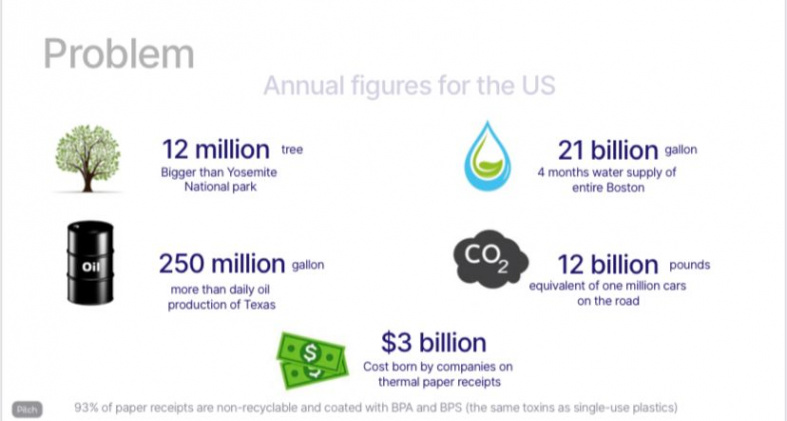 Problem
Annual figures for the US
12 million tree
Bigger than Yosemite
National park
21 billion gallon
4 months water supply of
entire Boston
Oil
250 million gallon
more than daily oil
production of Texas
CO2
12 billion pounds
equivalent of one million cars
on the road
$3 billion
Cost born by companies on
thermal paper receipts
Pitch
93% of paper receipts are non-recyclable and coated with BPA and BPS (the same toxins as single-use plastics)